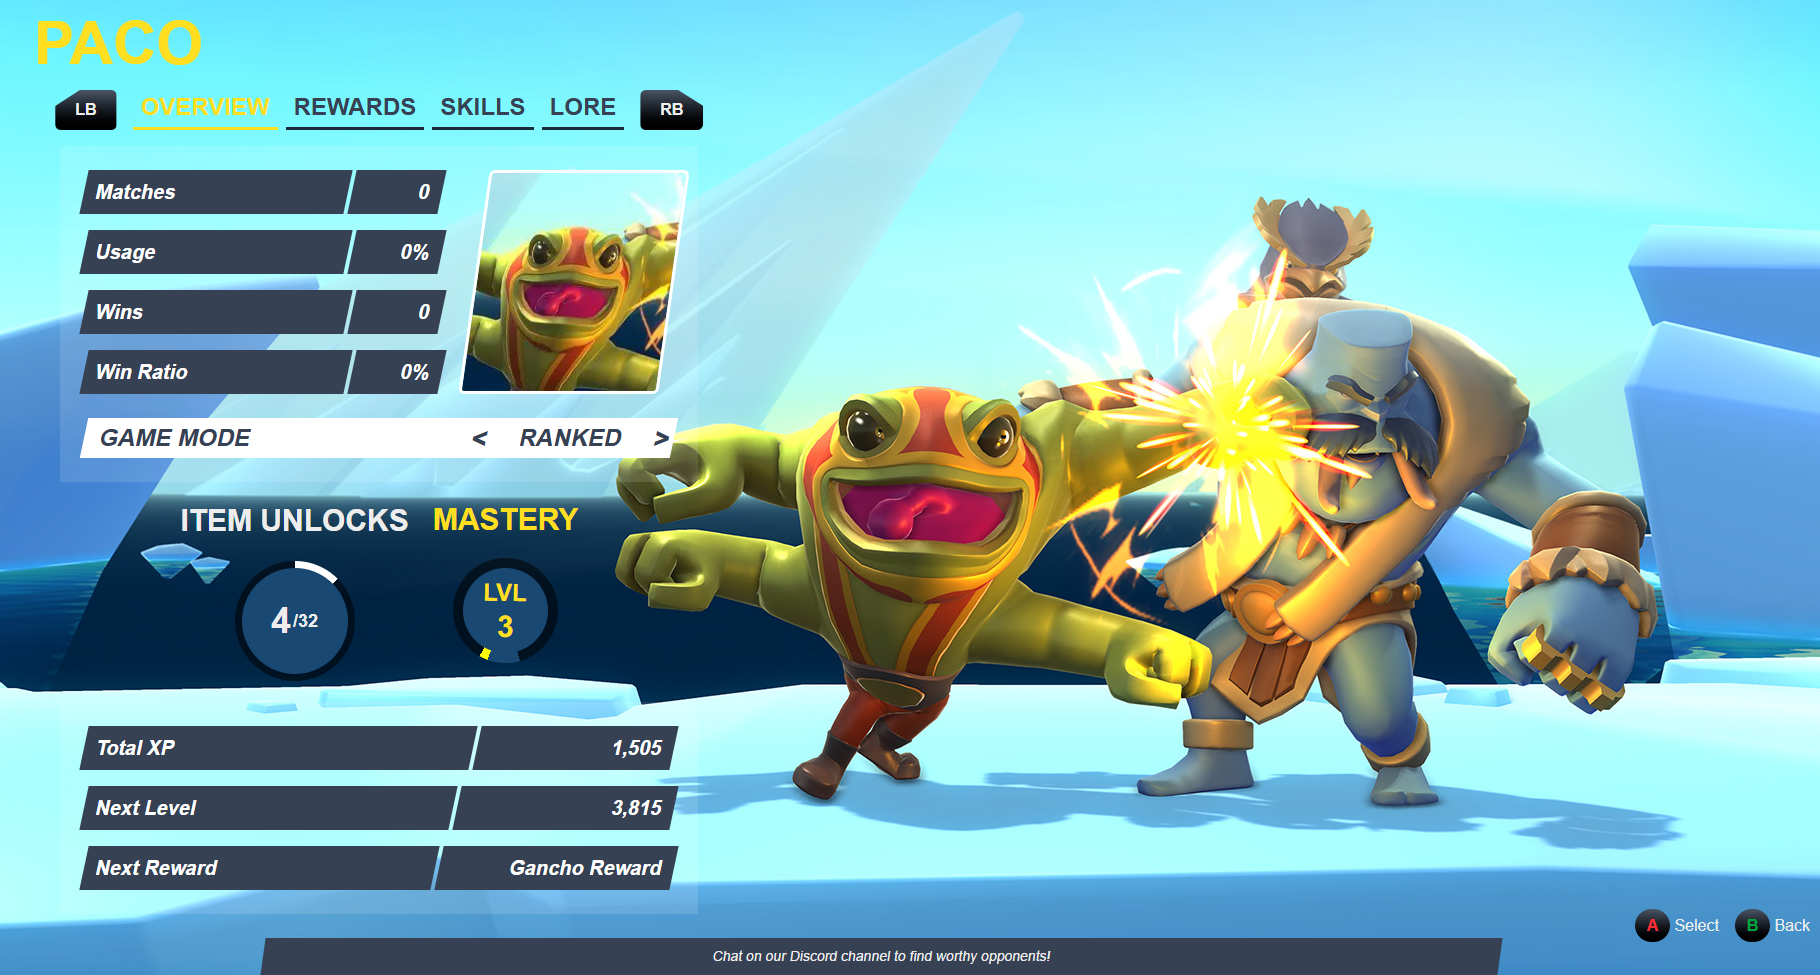 PACO
LB OVERVIEW REWARDS SKILLS LORE RB
Matches 0
Usage 0%
Wins 0
Win Ratio 0%
GAME MODE < RANKED >
ITEM UNLOCKS MASTERY
4/32
LVL
3
Total XP 1,505
Next Level 3,815
Next Reward Gancho Reward
A Select B Back
Chat on our Discord channel to find worthy opponents!